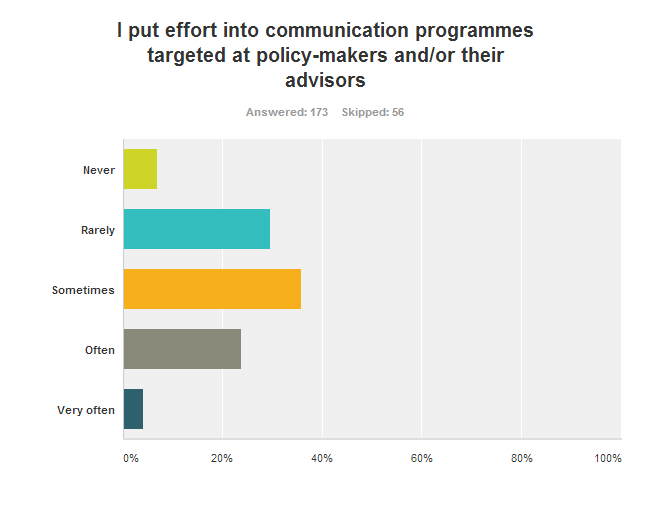 I put effort into communication programmes
targeted at policy-makers and/or their
advisors
Answered: 173 Skipped: 56
Never
Rarely
Sometimes
Often
Very often
0% 20% 40% 60% 80% 100%